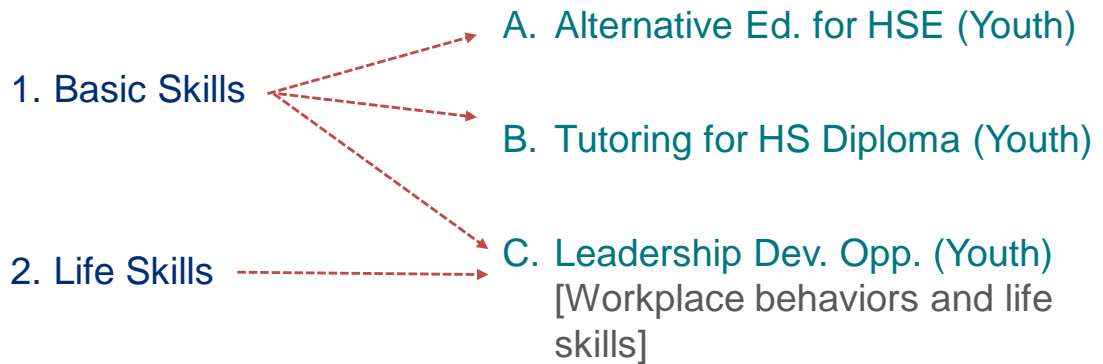 A. Alternative Ed. for HSE (Youth)
1. Basic Skills
B. Tutoring for HS Diploma (Youth)
C. Leadership Dev. Opp. (Youth)
2. Life Skills
[Workplace behaviors and life
skills]